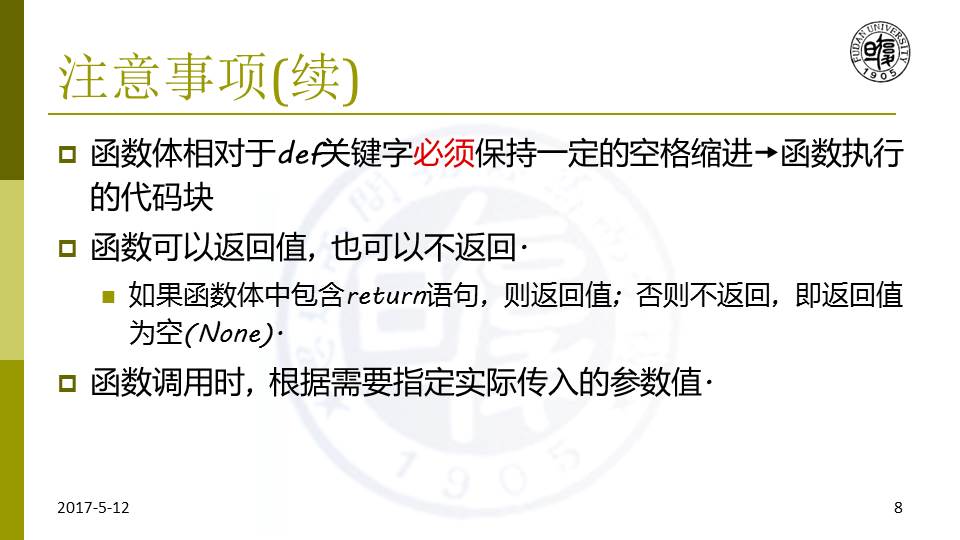 注意事项(续)
FUDAN UNIVERSITY
1905
函数体相对于def关键字必须保持一定的空格缩进→函数执行
的代码块
函数可以返回值，也可以不返回.
如果函数体中包含return语句，则返回值；否则不返回，即返回值
为空(None).
函数调用时，根据需要指定实际传入的参数值.
1905
2017-5-12
8